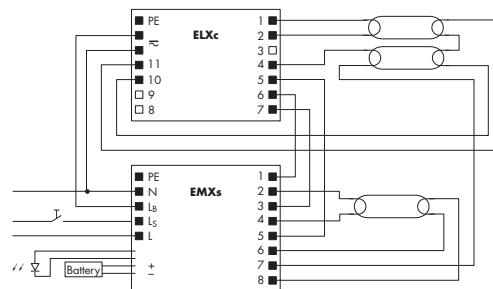 PE 1
ELXc 2
~ 3
11 4
10 5
9 6
8 7
PE 1
N EMXs 2
LB 3
LS 4
L 5
6
+ 7
Battery
− 8